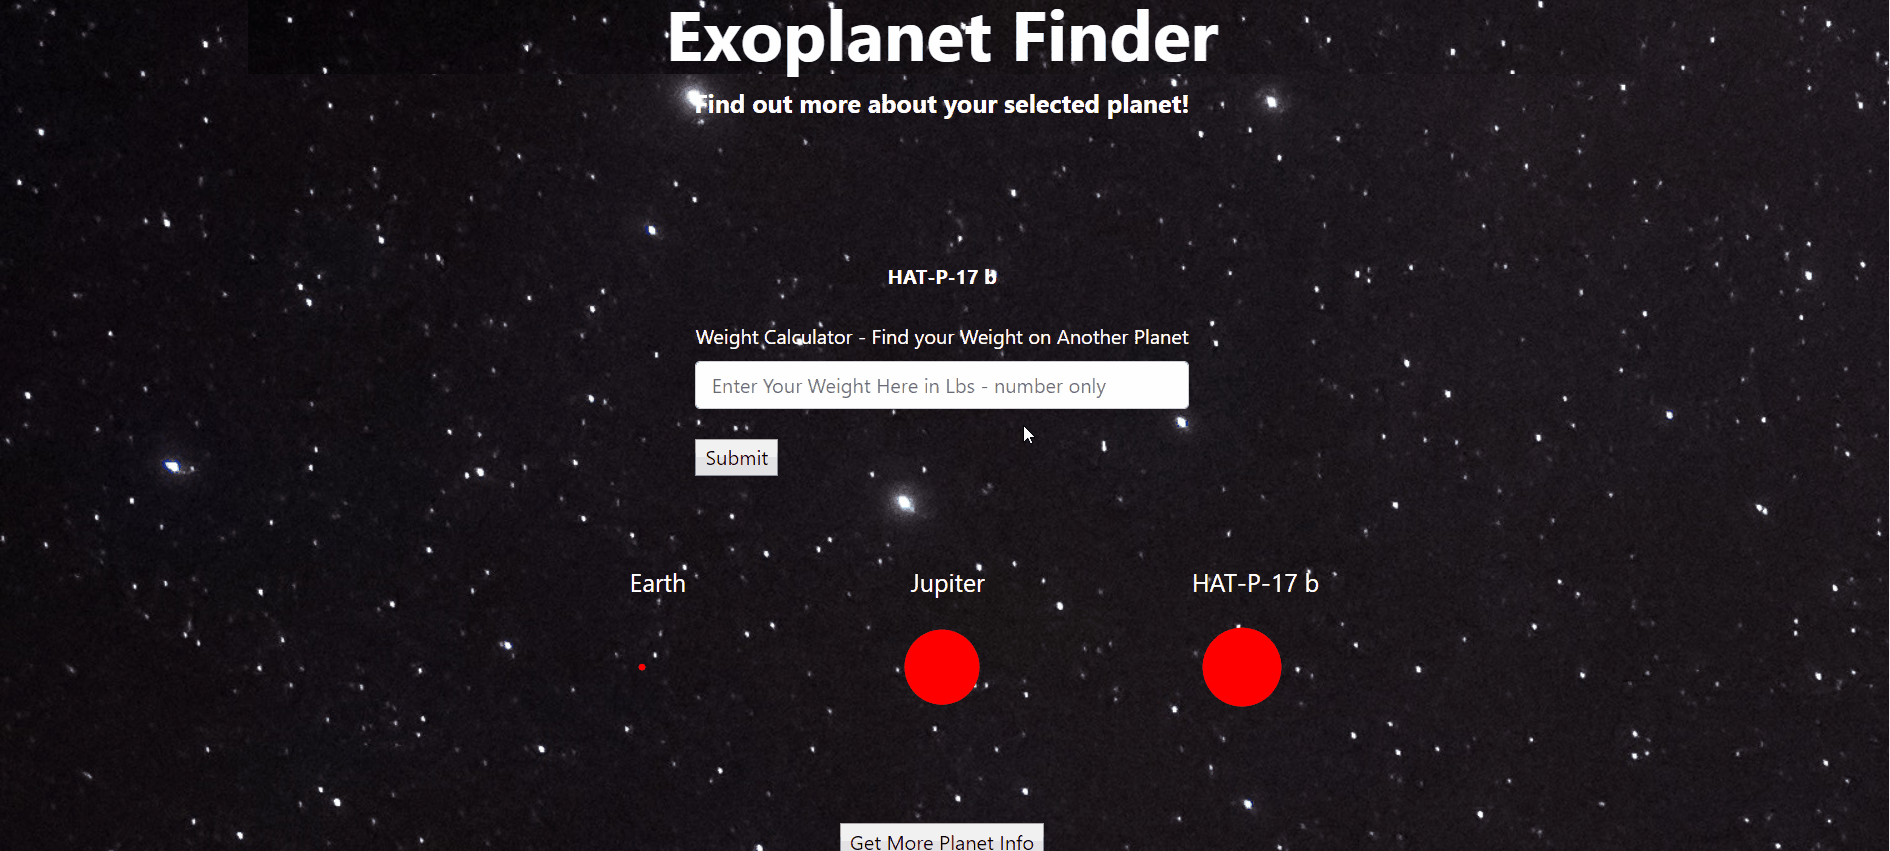 Exoplanet Finder
Find out more about your selected planet!
HAT-P-17 b
Weight Calculator - Find your Weight on Another Planet
Enter Your Weight Here in Lbs - number only
Submit
Earth
Jupiter
HAT-P-17 b
Get More Planet Info